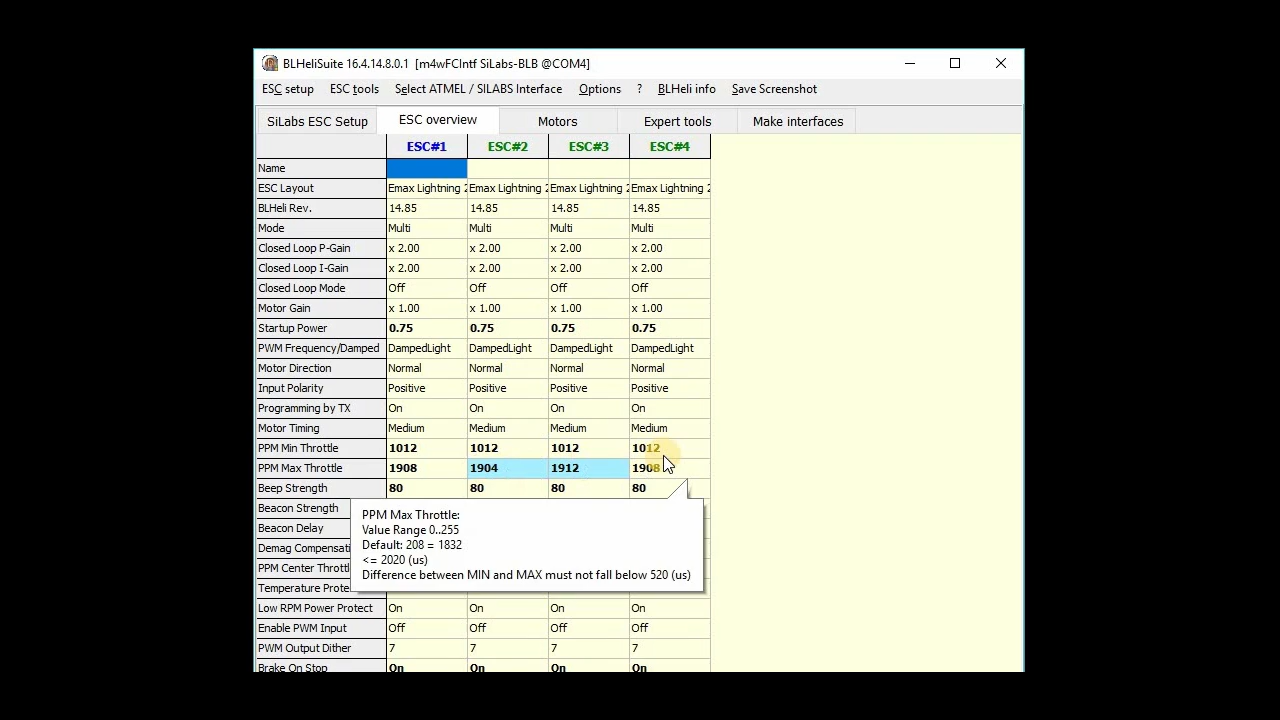 BLHeliSuite 16.4.14.8.0.1 [m4wFCIntf SiLabs-BLB @COM4]
ESC setup ESC tools Select ATMEL / SILABS Interface Options ? BLHeli info Save Screenshot
SiLabs ESC Setup ESC overview Motors Expert tools Make interfaces
ESC#1 ESC#2 ESC#3 ESC#4
Name
ESC Layout Emax Lightning 2 Emax Lightning 2 Emax Lightning 2 Emax Lightning 2
BLHeli Rev. 14.85 14.85 14.85 14.85
Mode Multi Multi Multi Multi
Closed Loop P-Gain x 2.00 x 2.00 x 2.00 x 2.00
Closed Loop I-Gain x 2.00 x 2.00 x 2.00 x 2.00
Closed Loop Mode Off Off Off Off
Motor Gain x 1.00 x 1.00 x 1.00 x 1.00
Startup Power 0.75 0.75 0.75 0.75
PWM Frequency/Damped DampedLight DampedLight DampedLight DampedLight
Motor Direction Normal Normal Normal Normal
Input Polarity Positive Positive Positive Positive
Programming by TX On On On On
Motor Timing Medium Medium Medium Medium
PPM Min Throttle 1012 1012 1012 1012
PPM Max Throttle 1908 1904 1912 1908
Beep Strength 80 80 80 80
Beacon Strength
Beacon Delay
Demag Compensati
PPM Center Throttl
Temperature Prote
PPM Max Throttle:
Value Range 0..255
Default: 208 = 1832
<= 2020 (us)
Difference between MIN and MAX must not fall below 520 (us)
Low RPM Power Protect On On On On
Enable PWM Input Off Off Off Off
PWM Output Dither 7 7 7 7
Brake On Stop On On On On